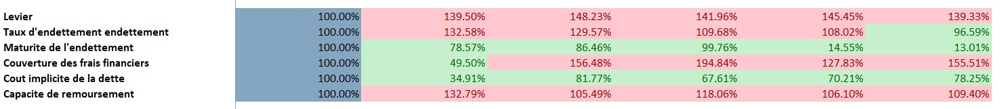 Levier 100.00% 139.50% 148.23% 141.96% 145.45% 139.33%
Taux d'endettement endettement 100.00% 132.58% 129.57% 109.68% 108.02% 96.59%
Maturite de l'endettement 100.00% 78.57% 86.46% 99.76% 14.55% 13.01%
Couverture des frais financiers 100.00% 49.50% 156.48% 194.84% 127.83% 155.51%
Cout implicite de la dette 100.00% 34.91% 81.77% 67.61% 70.21% 78.25%
Capacite de remoursement 100.00% 132.79% 105.49% 118.06% 106.10% 109.40%